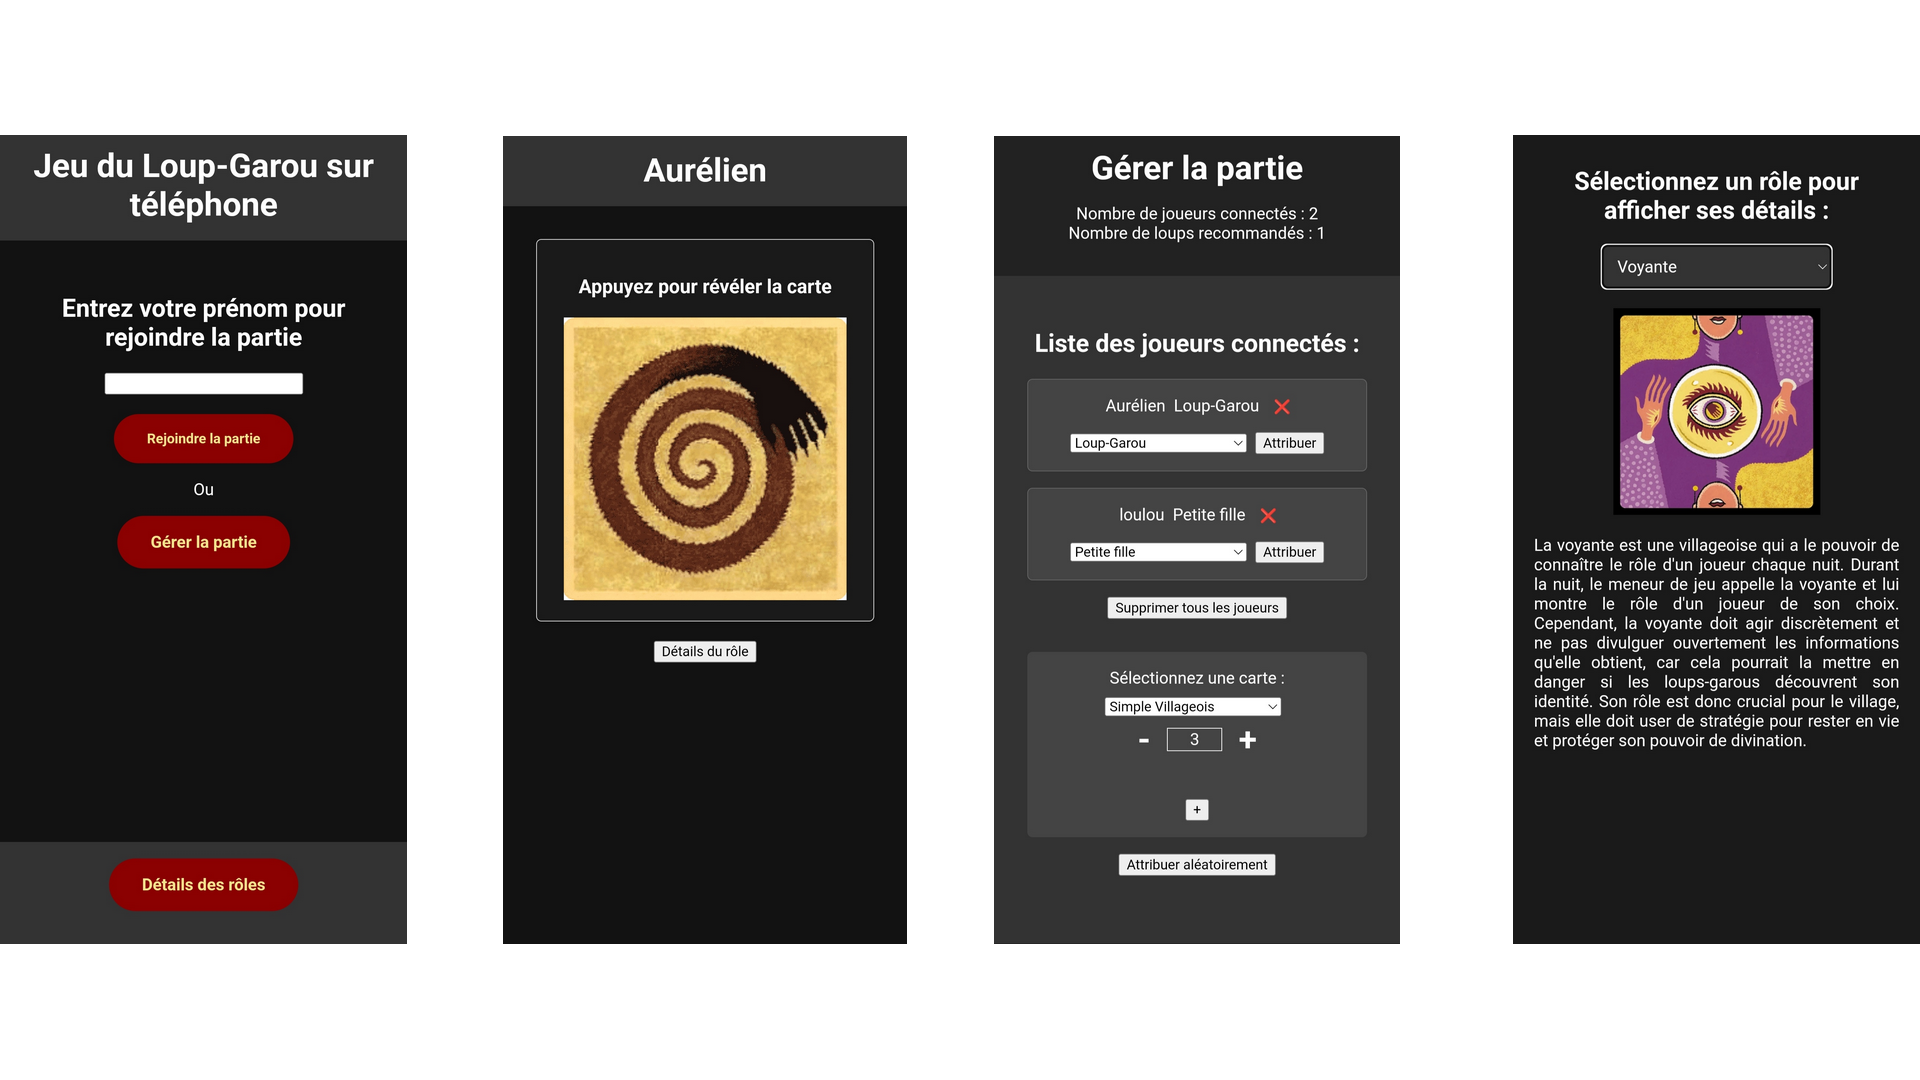 Jeu du Loup-Garou sur
téléphone
Entrez votre prénom pour
rejoindre la partie
Rejoindre la partie
Ou
Gérer la partie
Détails des rôles
Aurélien
Appuyez pour révéler la carte
Détails du rôle
Gérer la partie
Nombre de joueurs connectés : 2
Nombre de loups recommandés : 1
Liste des joueurs connectés :
Aurélien Loup-Garou ❌
Loup-Garou Attribuer
loulou Petite fille ❌
Petite fille Attribuer
Supprimer tous les joueurs
Sélectionnez une carte :
Simple Villageois
- 3 +
+
Attribuer aléatoirement
Sélectionnez un rôle pour
afficher ses détails :
Voyante
La voyante est une villageoise qui a le pouvoir de
connaître le rôle d'un joueur chaque nuit. Durant
la nuit, le meneur de jeu appelle la voyante et lui
montre le rôle d'un joueur de son choix.
Cependant, la voyante doit agir discrètement et
ne pas divulguer ouvertement les informations
qu'elle obtient, car cela pourrait la mettre en
danger si les loups-garous découvrent son
identité. Son rôle est donc crucial pour le village,
mais elle doit user de stratégie pour rester en vie
et protéger son pouvoir de divination.